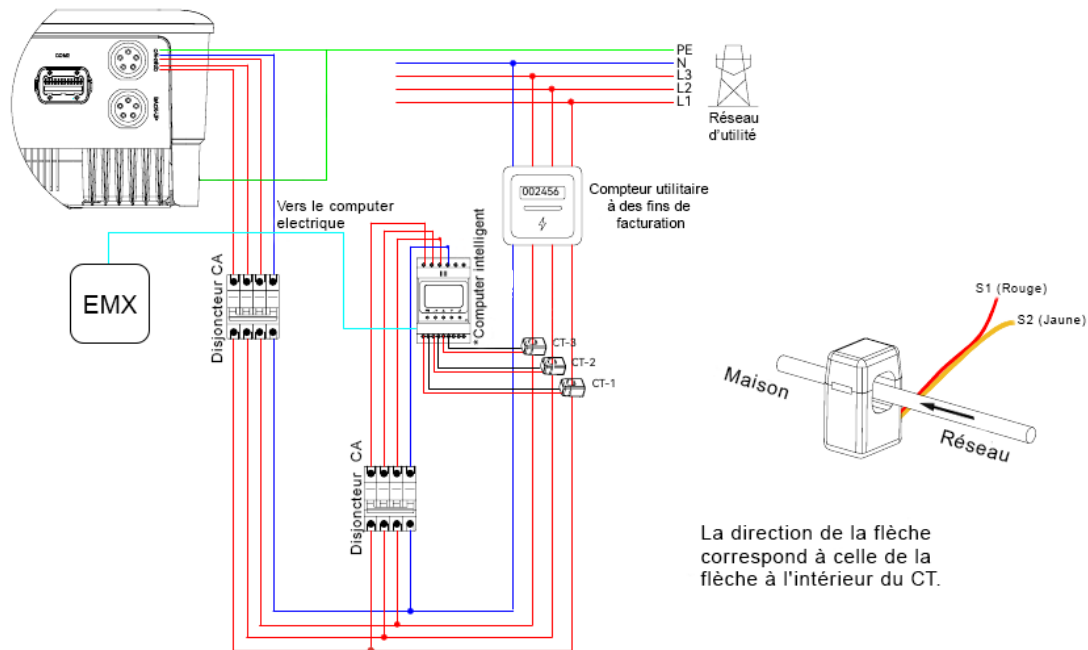 COM2
PE
N
L3
L2
L1
Réseau
d'utilité
002456
Compteur utilitaire
à des fins de
facturation
Vers le computer
electrique
EMX
Disjoncteur CA
*Computer intelligent
CT-3
CT-2
CT-1
Disjoncteur CA
S1 (Rouge)
S2 (Jaune)
Maison
Réseau
La direction de la flèche
correspond à celle de la
flèche à l'intérieur du CT.